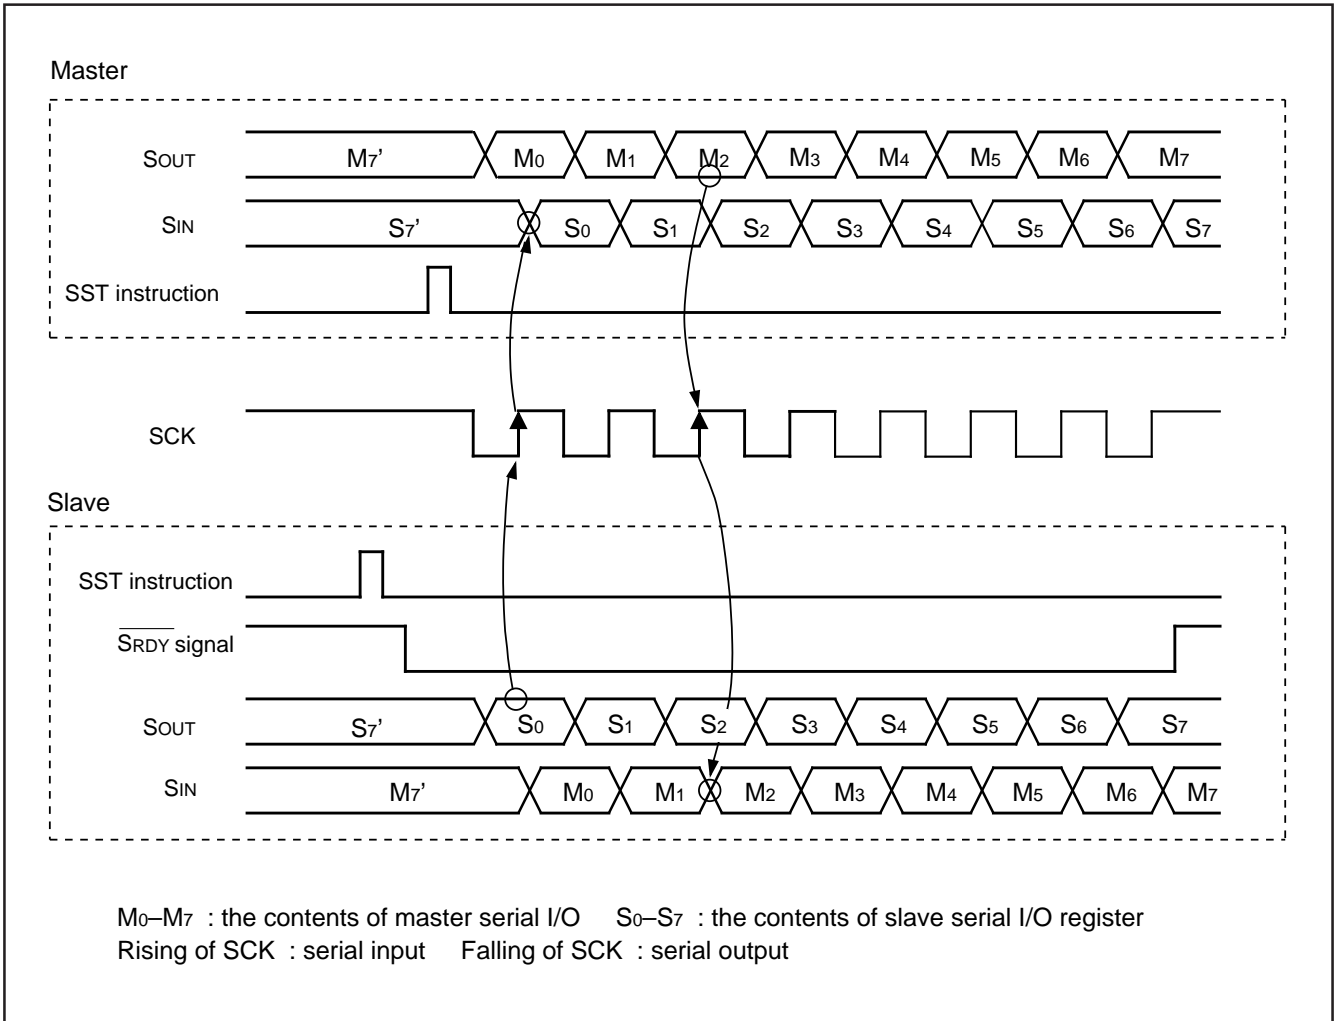 Master
SOUT M7’ M0 M1 M2 M3 M4 M5 M6 M7
SIN S7’ S0 S1 S2 S3 S4 S5 S6 S7
SST instruction
SCK
Slave
SST instruction
SRDY signal
SOUT S7’ S0 S1 S2 S3 S4 S5 S6 S7
SIN M7’ M0 M1 M2 M3 M4 M5 M6 M7
M0–M7 : the contents of master serial I/O S0–S7 : the contents of slave serial I/O register
Rising of SCK : serial input Falling of SCK : serial output